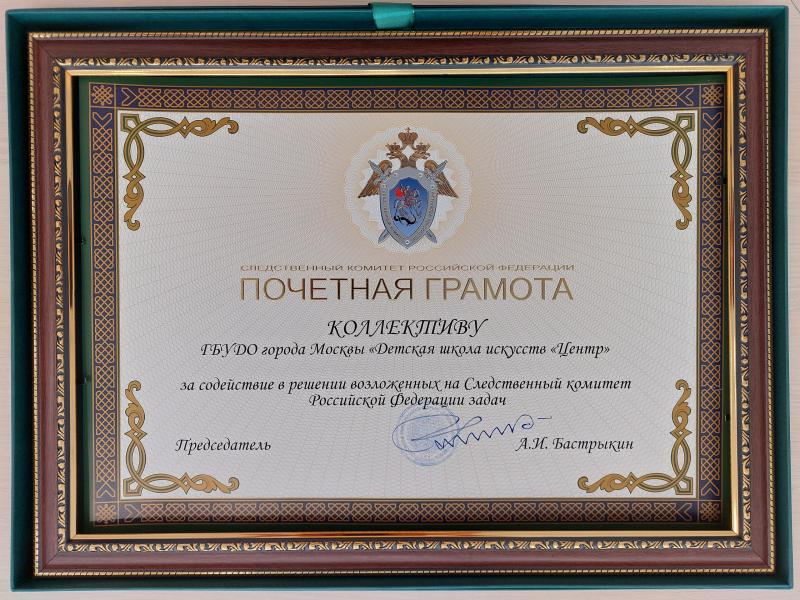 СЛЕДСТВЕННЫЙ КОМИТЕТ РОССИЙСКОЙ ФЕДЕРАЦИИ
ПОЧЕТНАЯ ГРАМОТА
КОЛЛЕКТИВУ
ГБУДО города Москвы «Детская школа искусств «Центр»
за содействие в решении возложенных на Следственный комитет
Российской Федерации задач
Председатель
А.И. Бастрыкин